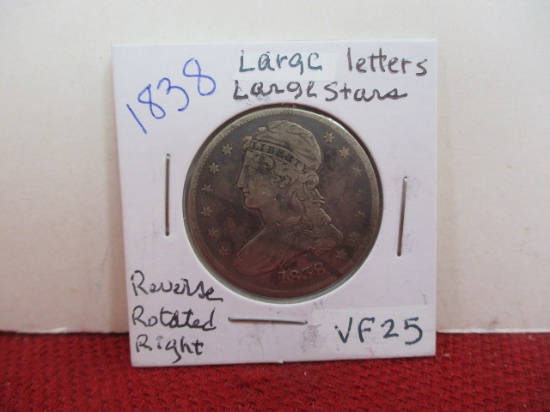 1838
Large letters
Large Stars
LIBERTY
1838
Reverse
Rotated
Right
VF25